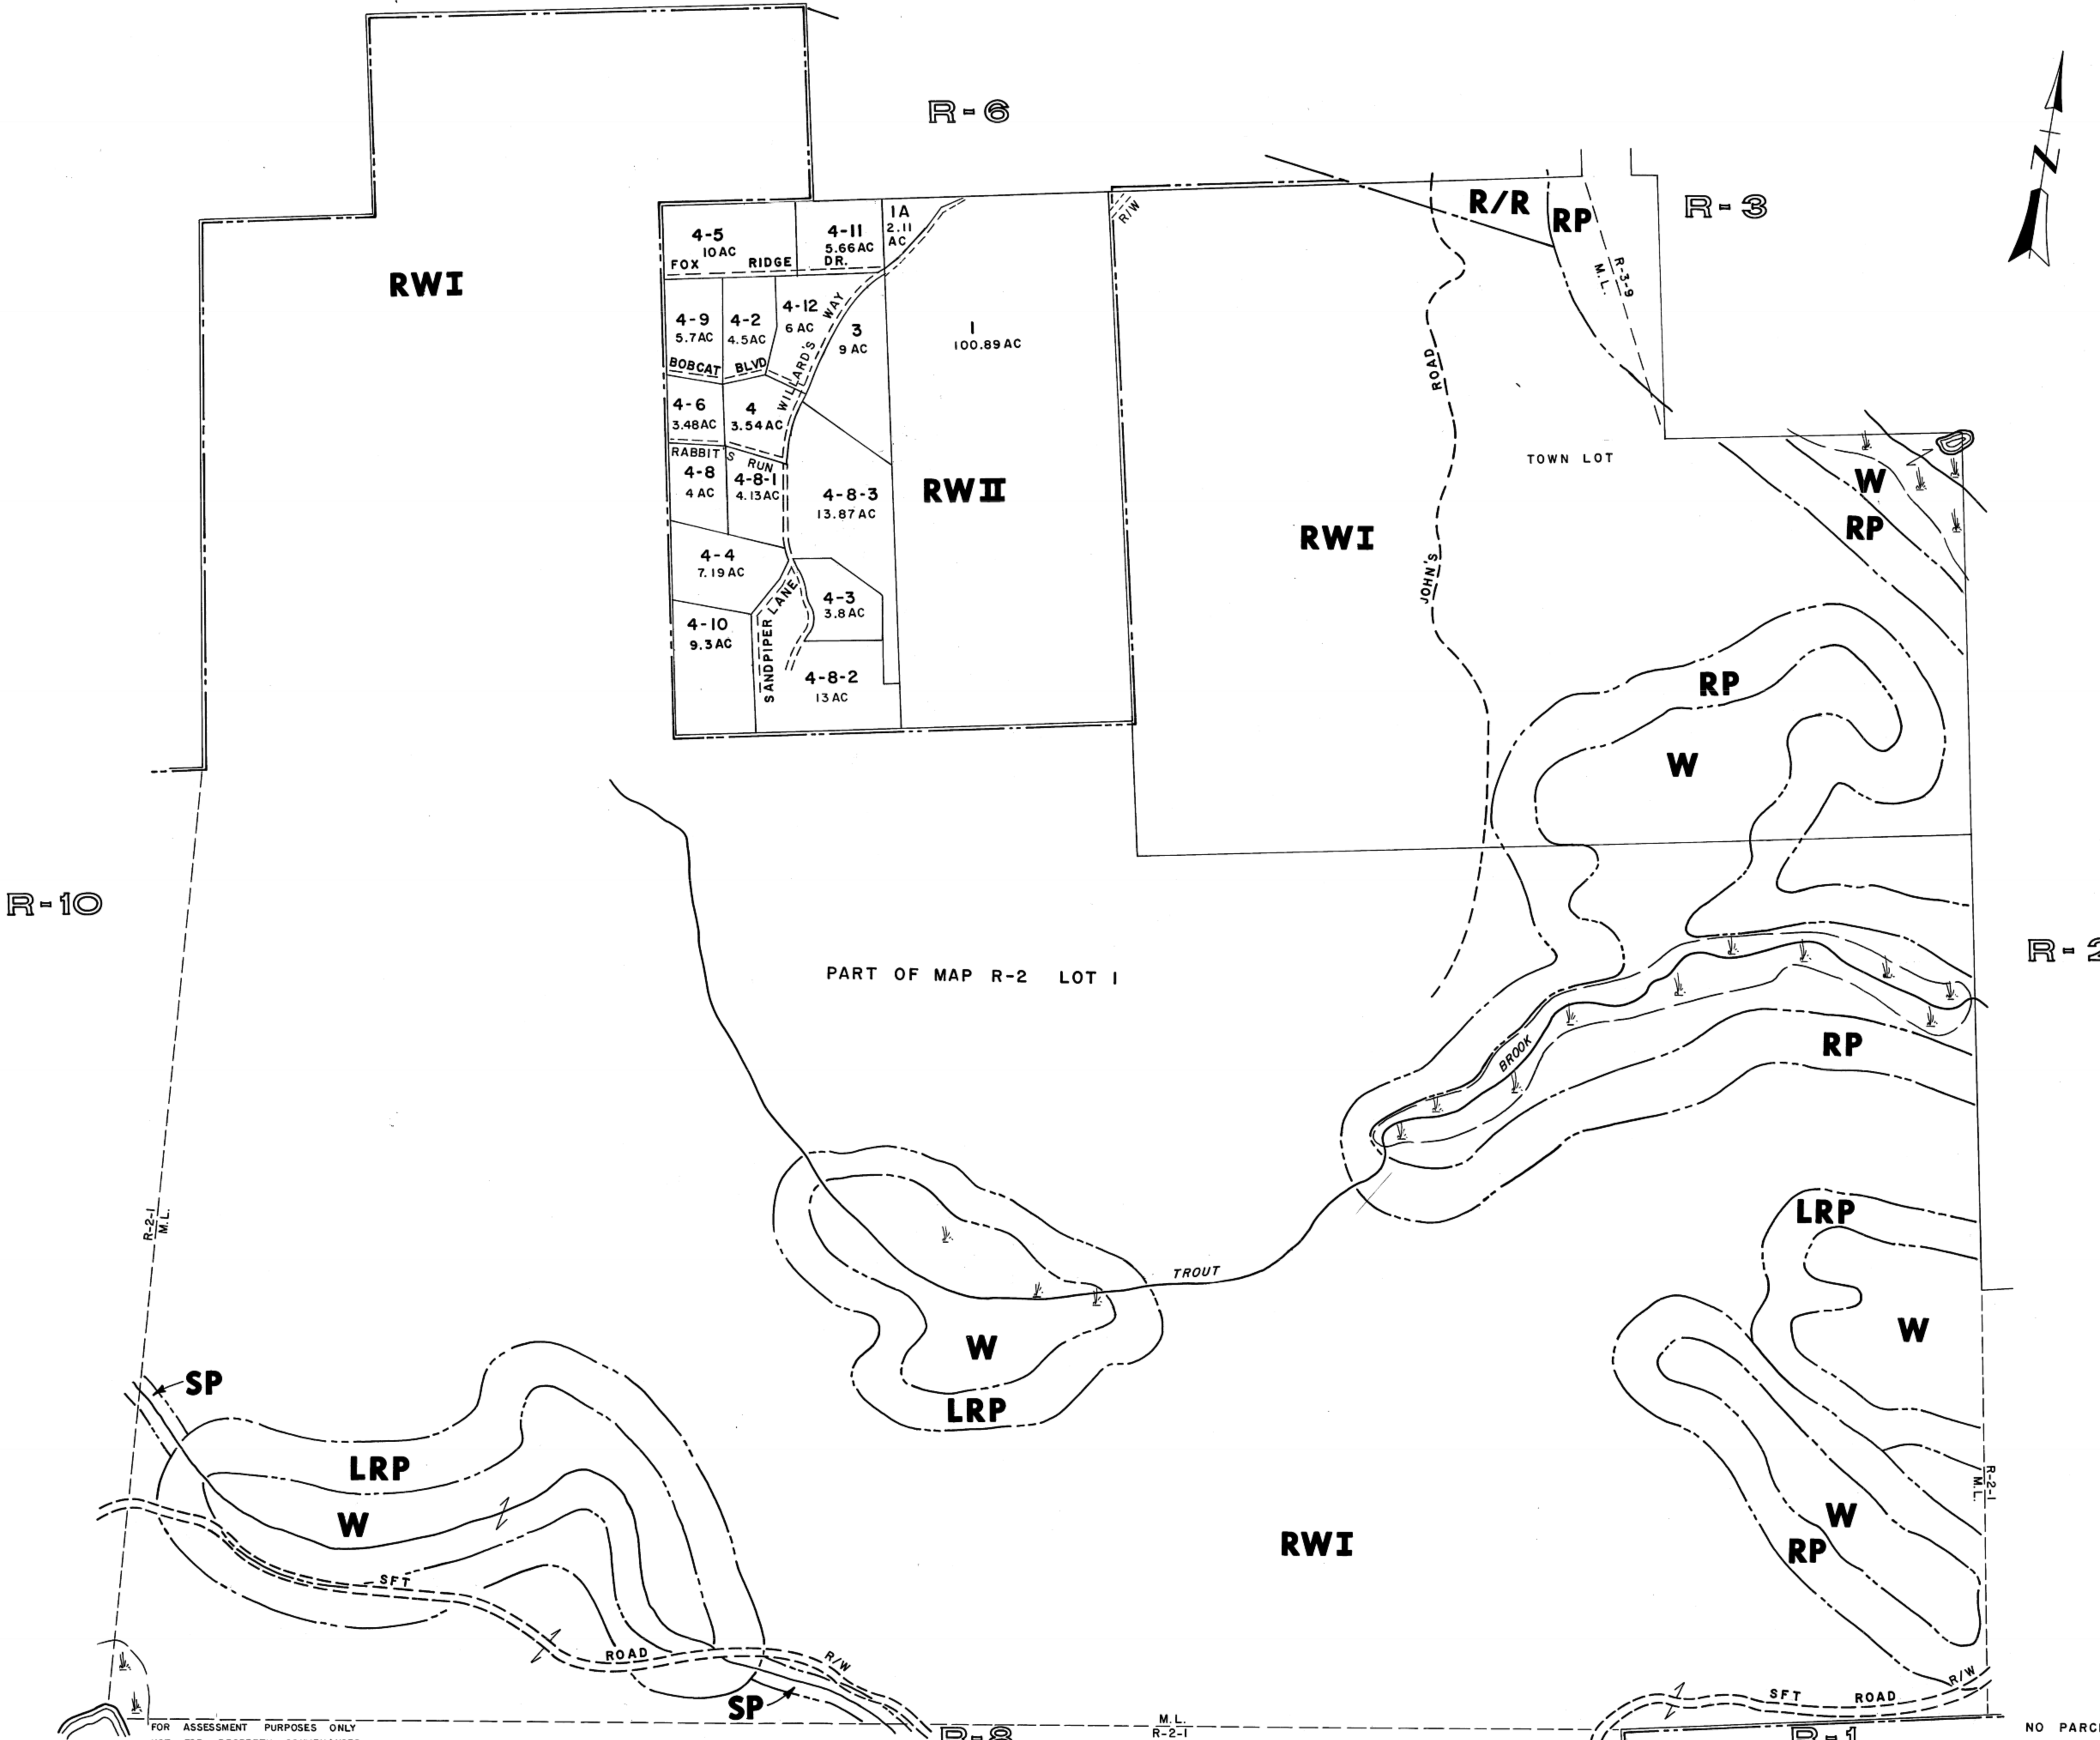 R-6
R-3
R/R
RP
N
R/W
1A
2.11
AC
4-5
10 AC
4-11
5.66 AC
FOX RIDGE DR.
RWI
R-3-9
M.L.
4-12
6 AC
4-9
5.7 AC
4-2
4.5 AC
WILLARD'S WAY
3
9 AC
1
100.89 AC
BOBCAT BLVD
JOHN'S ROAD
4-6
3.48 AC
4
3.54 AC
RABBIT'S RUN
TOWN LOT
4-8
4 AC
4-8-1
4.13 AC
4-8-3
13.87 AC
RWII
W
RP
RWI
4-4
7.19 AC
SANDPIPER LANE
4-3
3.8 AC
4-10
9.3 AC
4-8-2
13 AC
RP
W
R-10
R-2
PART OF MAP R-2 LOT 1
BROOK
RP
R-2-1
M.L.
LRP
TROUT
W
W
LRP
SP
LRP
W
R-2-1
M.L.
W
RP
RWI
SFT
ROAD
R/W
SP
R/W
SFT ROAD
FOR ASSESSMENT PURPOSES ONLY
M.L.
R-2-1
R-8
R-1
NO PARC